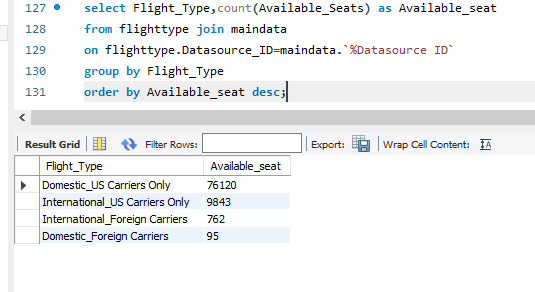 127 select Flight_Type,count(Available_Seats) as Available_seat
128 from flighttype join maindata
129 on flighttype.Datasource_ID=maindata.`%Datasource ID`
130 group by Flight_Type
131 order by Available_seat desc;
Result Grid Filter Rows: Export: Wrap Cell Content:
Flight_Type Available_seat
Domestic_US Carriers Only 76120
International_US Carriers Only 9843
International_Foreign Carriers 762
Domestic_Foreign Carriers 95